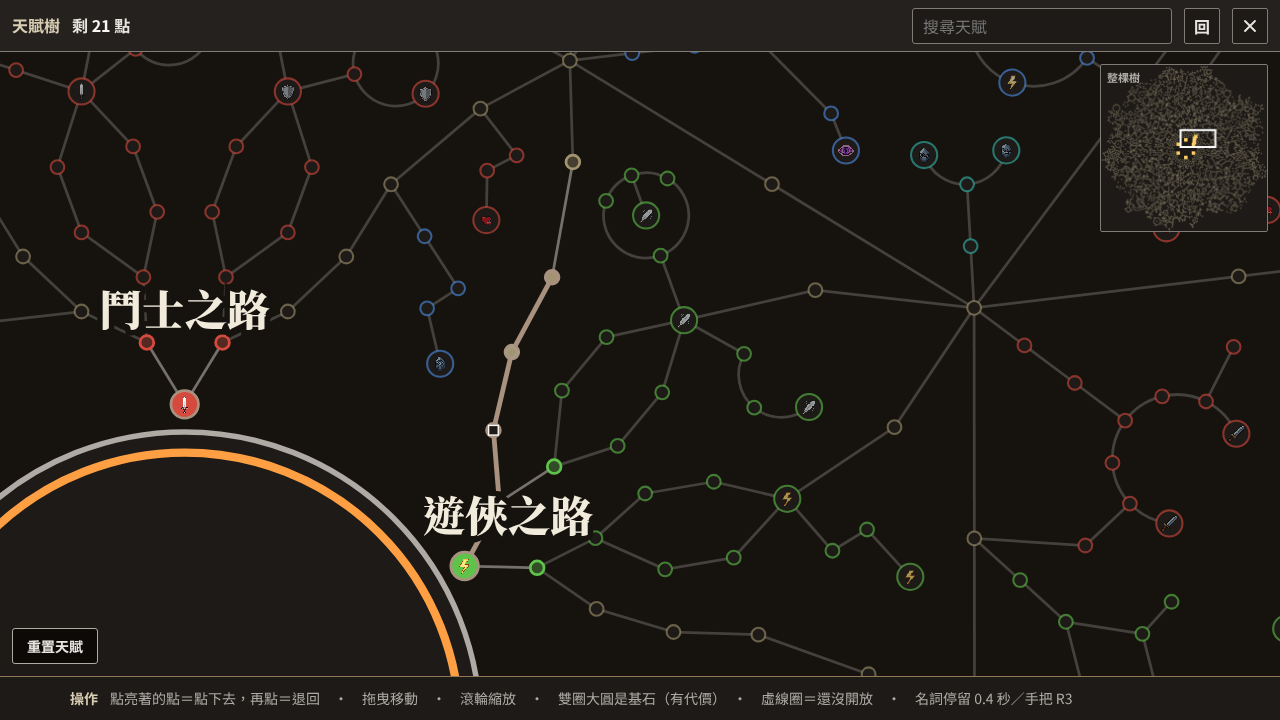 天賦樹 剩 21 點
搜尋天賦
回
整棵樹
鬥士之路
遊俠之路
重置天賦
操作 點亮著的點＝點下去，再點＝退回 • 拖曳移動 • 滾輪縮放 • 雙圈大圓是基石（有代價） • 虛線圈＝還沒開放 • 名詞停留 0.4 秒／手把 R3